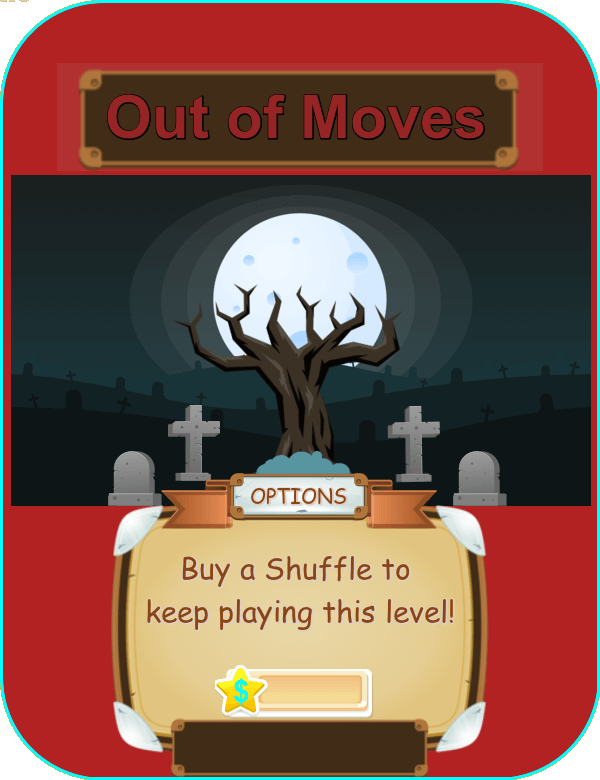 Out of Moves
OPTIONS
Buy a Shuffle to
keep playing this level!
$